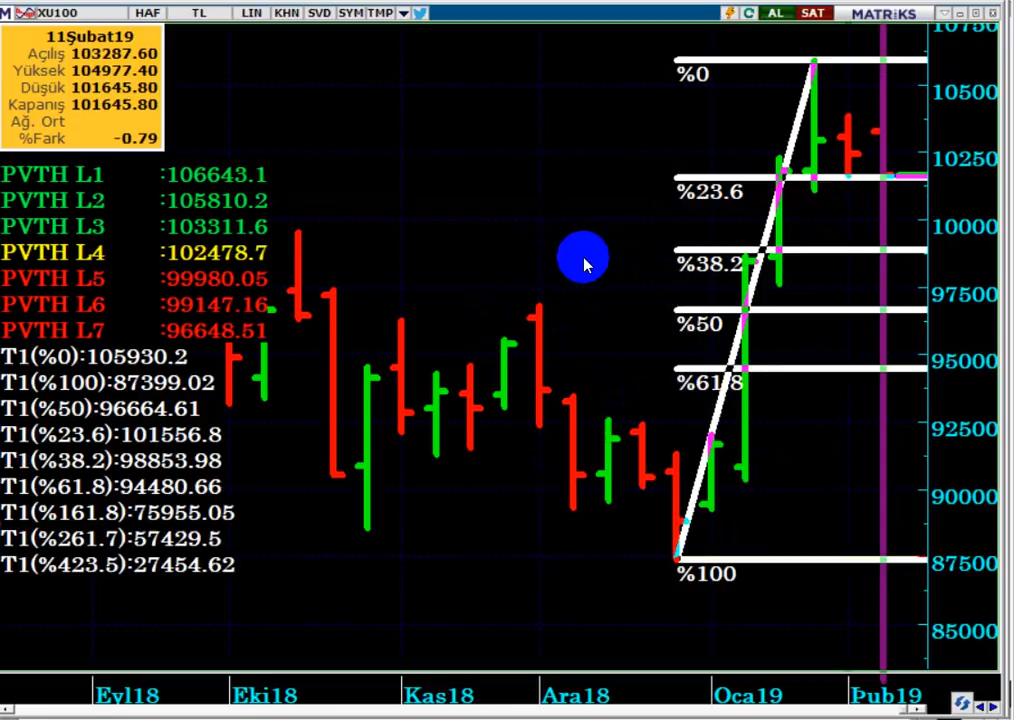 M XU100 HAF TL LIN KHN SVD SYM TMP AL SAT MATRiKS
11Şubat19
Açılış 103287.60
Yüksek 104977.40
Düşük 101645.80
Kapanış 101645.80
Ağ. Ort
%Fark -0.79
PVTH L1 :106643.1
PVTH L2 :105810.2
PVTH L3 :103311.6
PVTH L4 :102478.7
PVTH L5 :99980.05
PVTH L6 :99147.16
PVTH L7 :96648.51
T1(%0):105930.2
T1(%100):87399.02
T1(%50):96664.61
T1(%23.6):101556.8
T1(%38.2):98853.98
T1(%61.8):94480.66
T1(%161.8):75955.05
T1(%261.7):57429.5
T1(%423.5):27454.62
%0
%23.6
%38.2
%50
%61.8
%100
10750
10500
10250
10000
97500
95000
92500
90000
87500
85000
Eyl18 Eki18 Kas18 Ara18 Oca19 Þub19